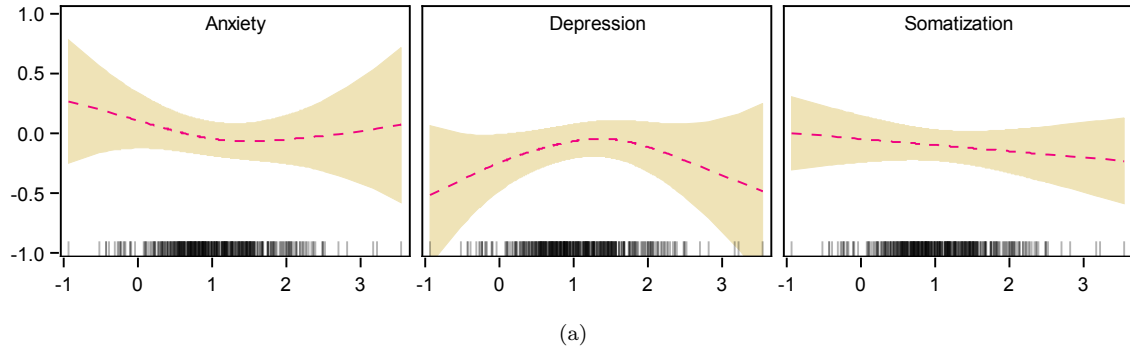 Anxiety Depression Somatization
1.0
0.5
0.0
-0.5
-1.0
-1 0 1 2 3 -1 0 1 2 3 -1 0 1 2 3
(a)